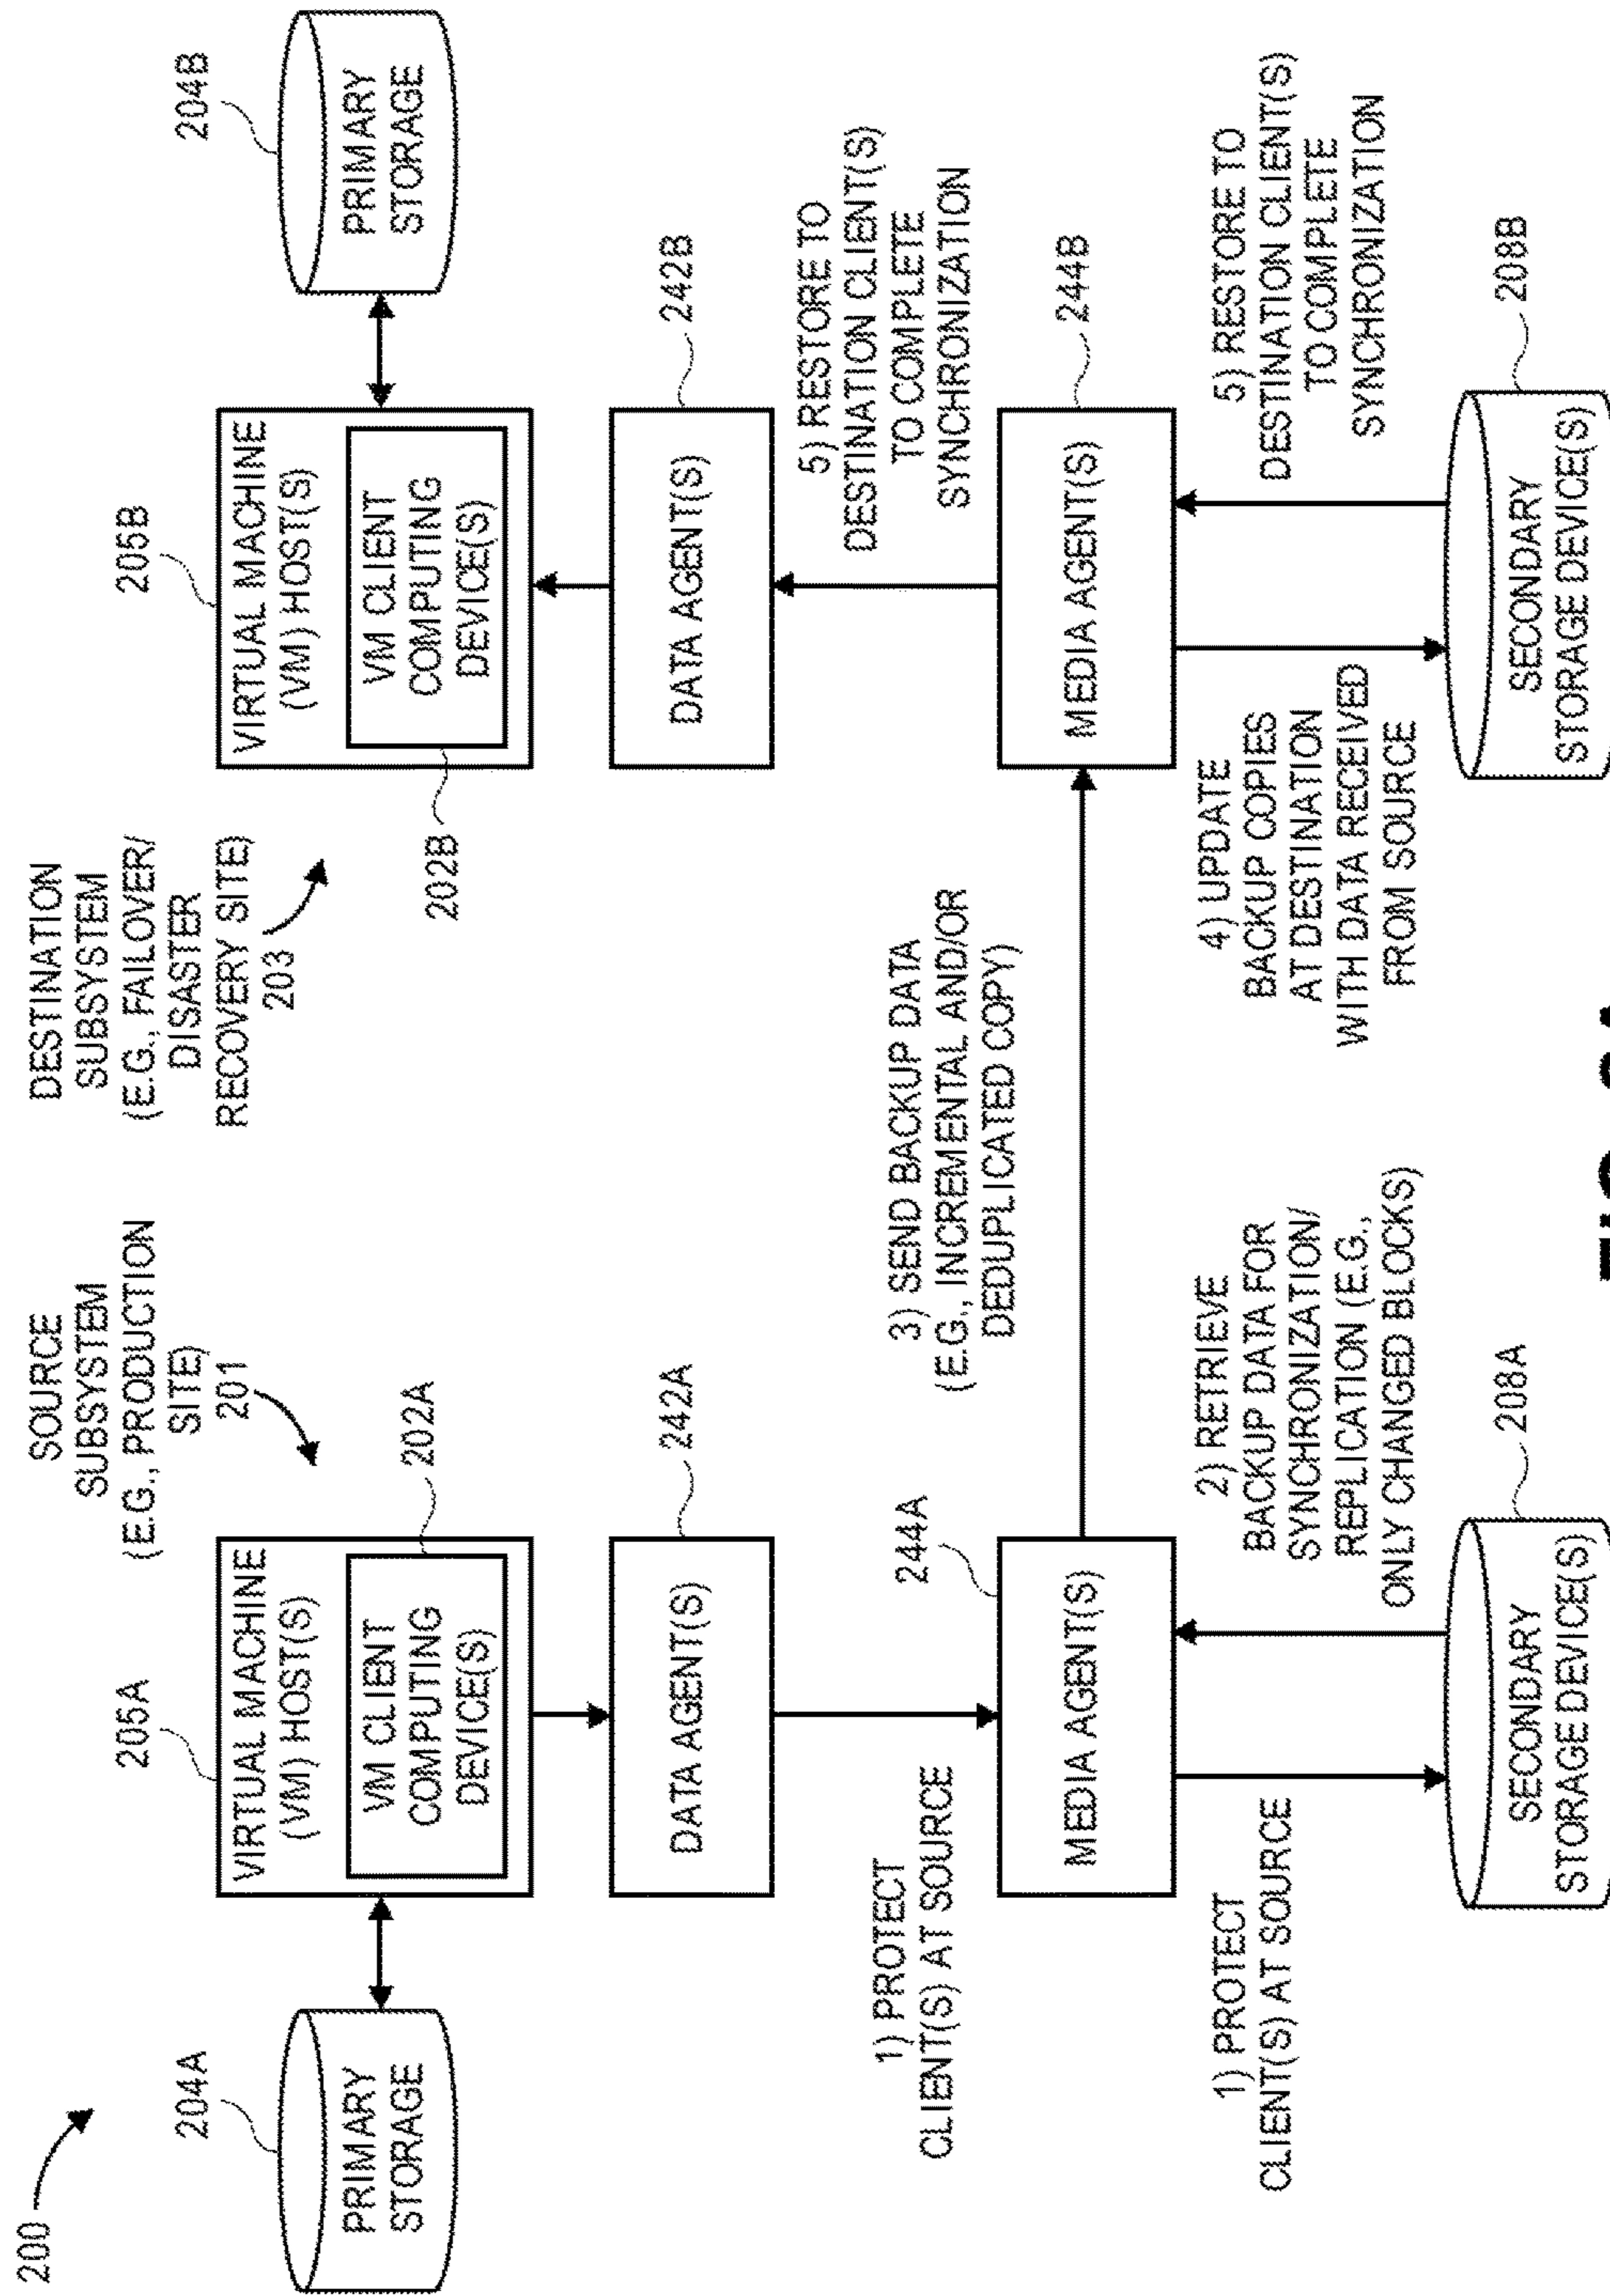 200
SOURCE
SUBSYSTEM
(E.G., PRODUCTION
SITE)
201
DESTINATION
SUBSYSTEM
(E.G., FAILOVER/
DISASTER
RECOVERY SITE)
203
204A
PRIMARY
STORAGE
205A
VIRTUAL MACHINE
(VM) HOST(S)
VM CLIENT
COMPUTING
DEVICE(S)
202A
205B
VIRTUAL MACHINE
(VM) HOST(S)
VM CLIENT
COMPUTING
DEVICE(S)
202B
204B
PRIMARY
STORAGE
DATA AGENT(S)
242A
DATA AGENT(S)
242B
1) PROTECT
CLIENT(S) AT SOURCE
3) SEND BACKUP DATA
(E.G., INCREMENTAL AND/OR
DEDUPLICATED COPY)
5) RESTORE TO
DESTINATION CLIENT(S)
TO COMPLETE
SYNCHRONIZATION
MEDIA AGENT(S)
244A
MEDIA AGENT(S)
244B
1) PROTECT
CLIENT(S) AT SOURCE
2) RETRIEVE
BACKUP DATA FOR
SYNCHRONIZATION/
REPLICATION (E.G.,
ONLY CHANGED BLOCKS)
4) UPDATE
BACKUP COPIES
AT DESTINATION
WITH DATA RECEIVED
FROM SOURCE
5) RESTORE TO
DESTINATION CLIENT(S)
TO COMPLETE
SYNCHRONIZATION
SECONDARY
STORAGE DEVICE(S)
208A
SECONDARY
STORAGE DEVICE(S)
208B